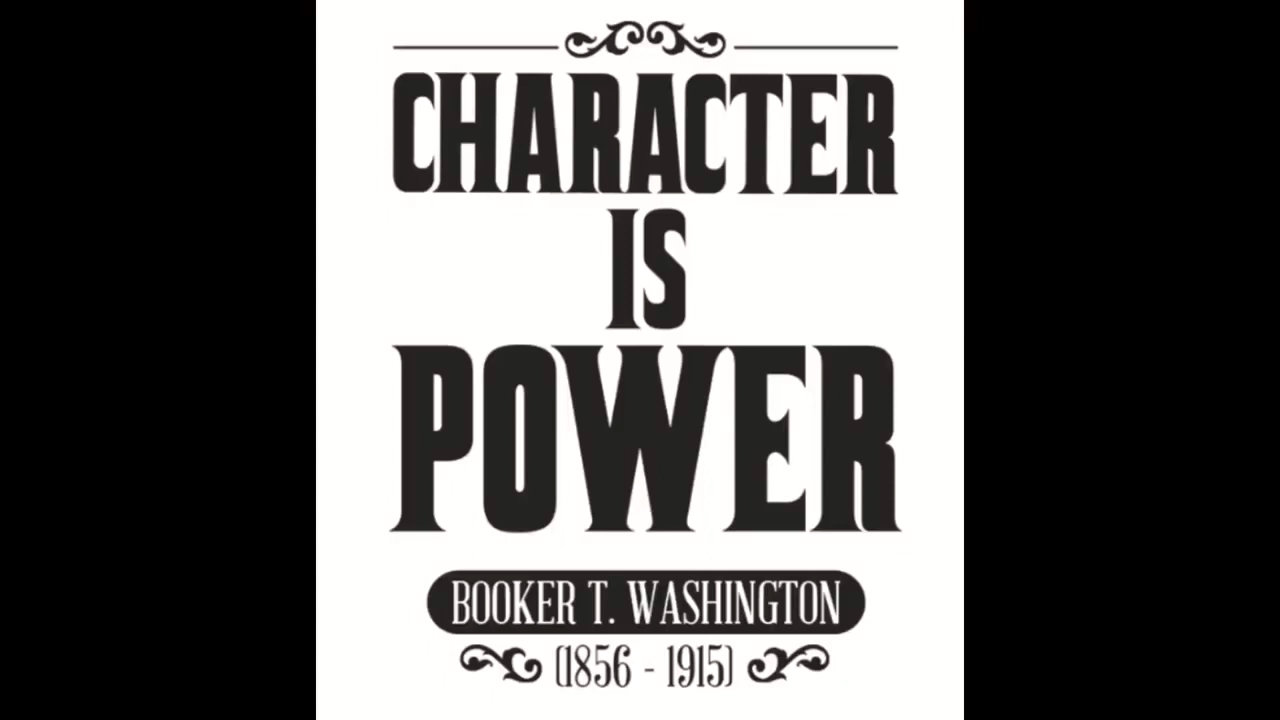 CHARACTER
IS
POWER
BOOKER T. WASHINGTON
(1856 - 1915)